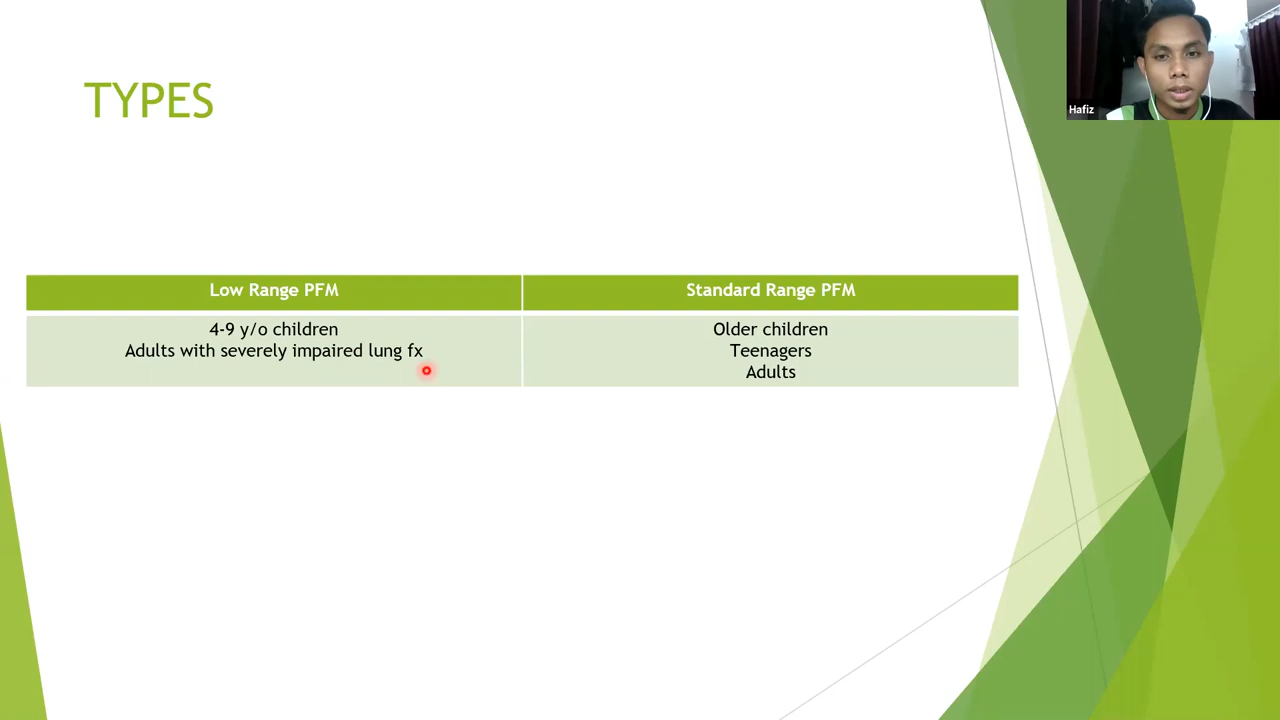 TYPES
Hafiz
Low Range PFM
Standard Range PFM
4-9 y/o children
Adults with severely impaired lung fx
Older children
Teenagers
Adults